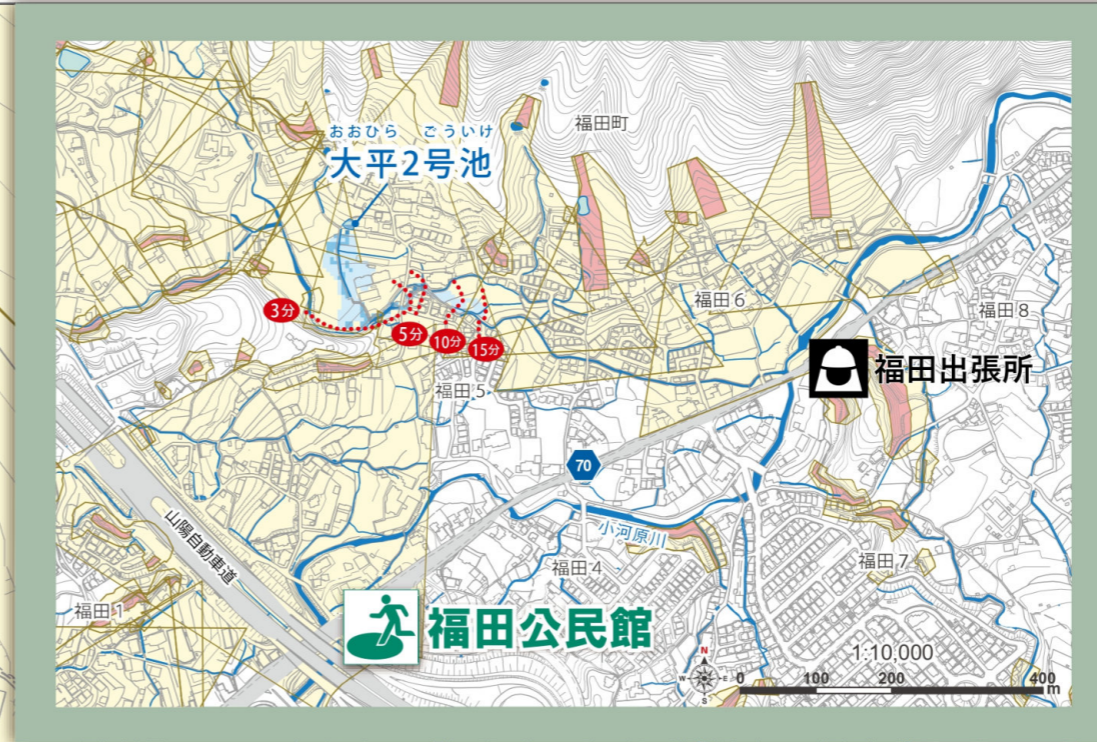 福田町
おおひら ごういけ
大平2号池
福田6
福田8
3分
5分
10分
15分
福田出張所
福田5
70
山陽自動車道
小河原川
福田4
福田7
福田1
福田公民館
1:10,000
N
W
E
S
0 100 200 400
m